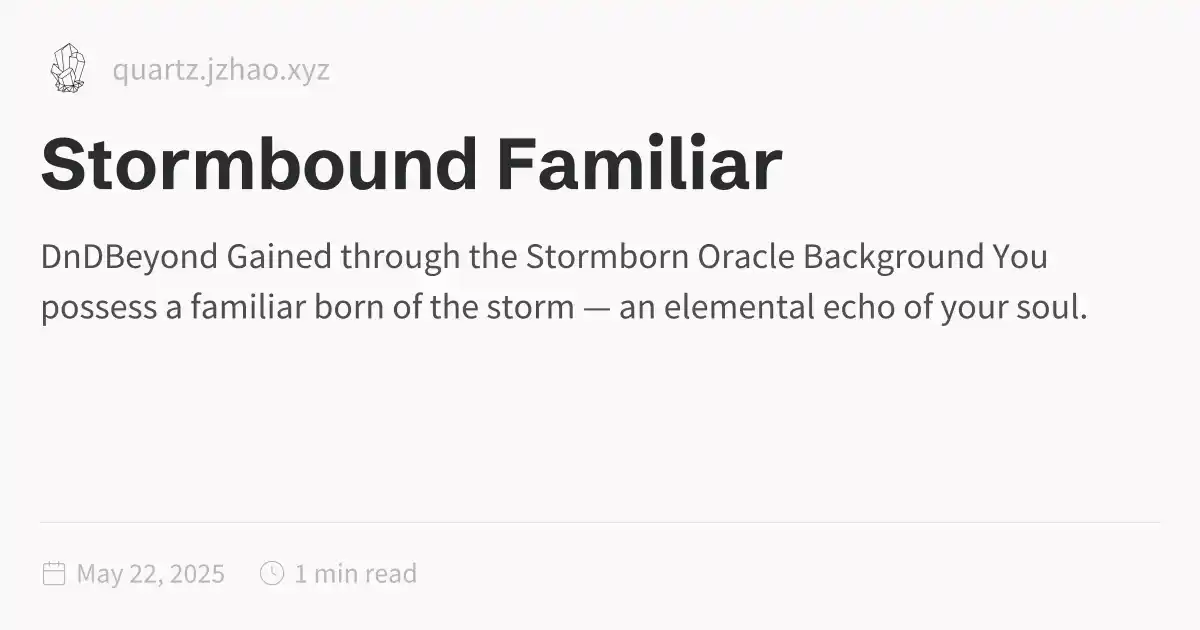 quartz.jzhao.xyz
Stormbound Familiar
DnDBeyond Gained through the Stormborn Oracle Background You
possess a familiar born of the storm — an elemental echo of your soul.
May 22, 2025 1 min read